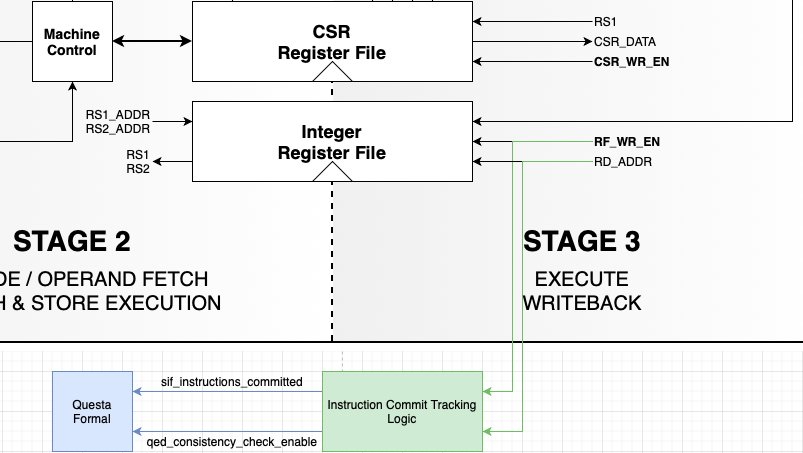 Machine
Control
CSR
Register File
RS1
CSR_DATA
CSR_WR_EN
RS1_ADDR
RS2_ADDR
RS1
RS2
Integer
Register File
RF_WR_EN
RD_ADDR
STAGE 2
DE / OPERAND FETCH
H & STORE EXECUTION
STAGE 3
EXECUTE
WRITEBACK
Questa
Formal
sif_instructions_committed
qed_consistency_check_enable
Instruction Commit Tracking
Logic